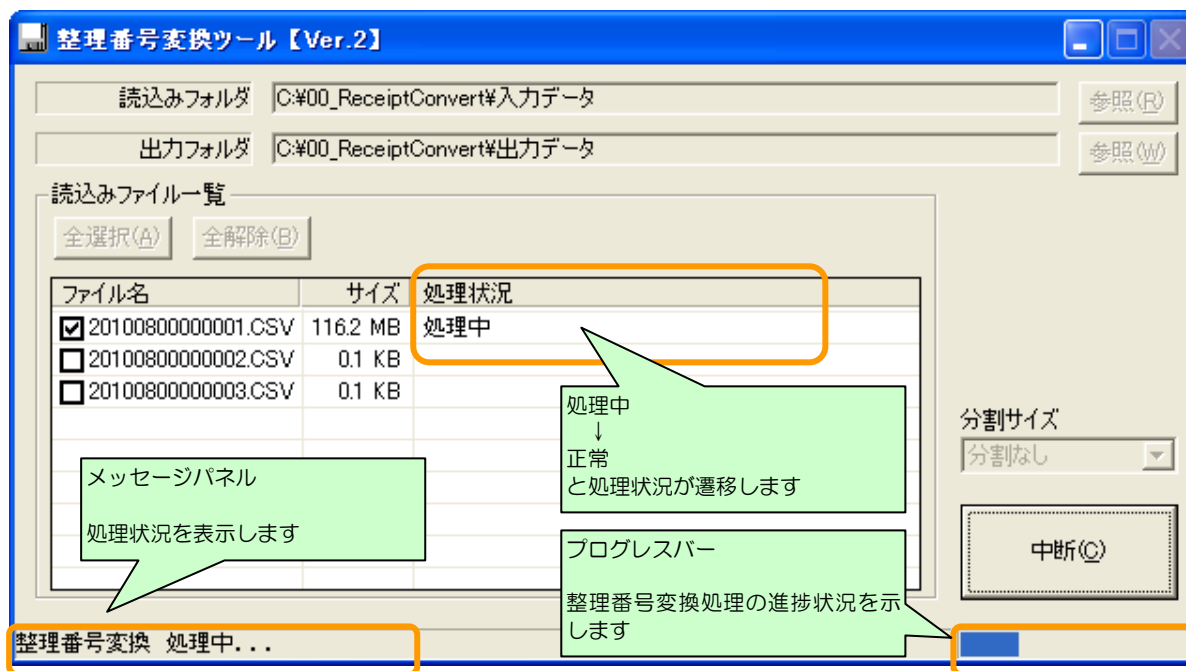 整理番号変換ツール【Ver.2】
読込みフォルダ C:¥00_ReceiptConvert¥入力データ 参照(R)
出力フォルダ C:¥00_ReceiptConvert¥出力データ 参照(W)
読込みファイル一覧
全選択(A) 全解除(B)
ファイル名 サイズ 処理状況
20100800000001.CSV 116.2 MB 処理中
20100800000002.CSV 0.1 KB
20100800000003.CSV 0.1 KB
処理中
↓
正常
と処理状況が遷移します
分割サイズ
分割なし
メッセージパネル
処理状況を表示します
プログレスバー
整理番号変換処理の進捗状況を示
します
中断(C)
整理番号変換 処理中...